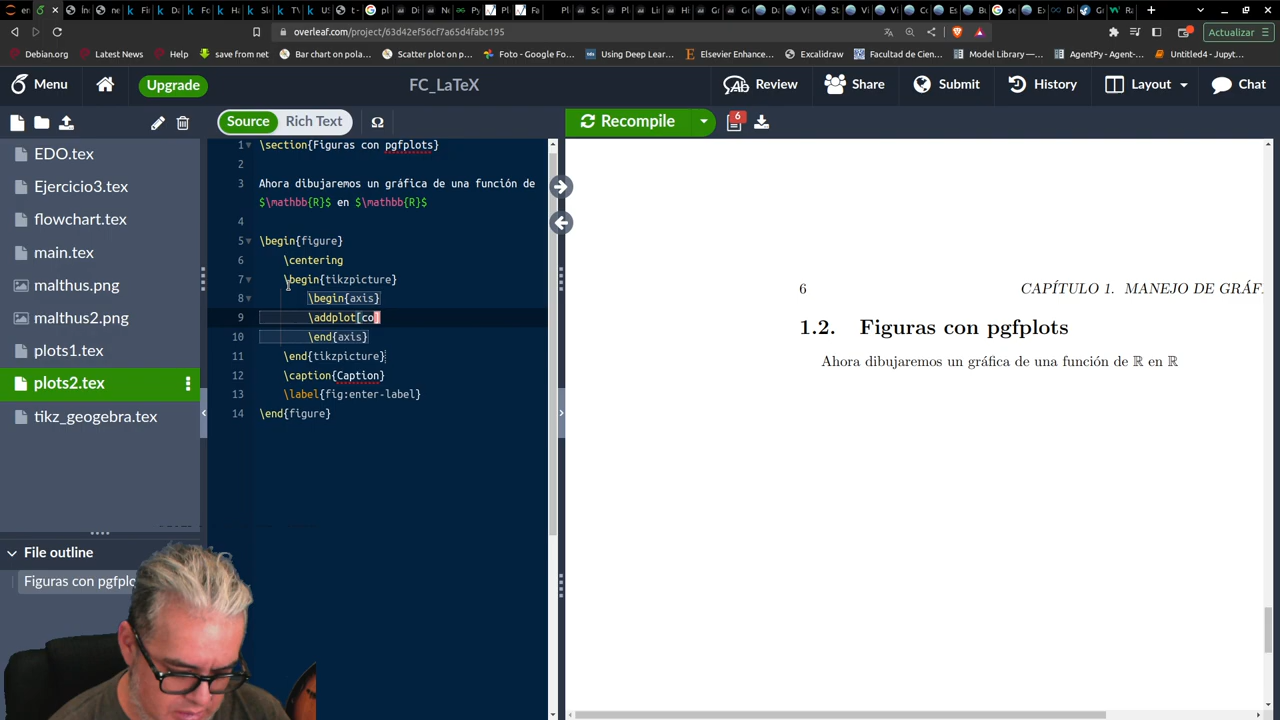 overleaf.com/project/63d42ef56cf7a65d4fabc195
Actualizar
Debian.org
Latest News
Help
save from net
Bar chart on polar...
Scatter plot on p...
Foto - Google Fo...
Using Deep Lear...
Elsevier Enhance...
Excalidraw
Facultad de Cien...
Model Library —...
AgentPy - Agent-...
Untitled4 - Jupyt...
Menu
Upgrade
FC_LaTeX
Review
Share
Submit
History
Layout
Chat
Source
Rich Text
Ω
Recompile
6
EDO.tex
Ejercicio3.tex
flowchart.tex
main.tex
malthus.png
malthus2.png
plots1.tex
plots2.tex
tikz_geogebra.tex
File outline
Figuras con pgfplo
1 \section{Figuras con pgfplots}
2
3 Ahora dibujaremos un gráfica de una función de
$\mathbb{R}$ en $\mathbb{R}$
4
5 \begin{figure}
6 \centering
7 \begin{tikzpicture}
8 \begin{axis}
9 \addplot[co]
10 \end{axis}
11 \end{tikzpicture}
12 \caption{Caption}
13 \label{fig:enter-label}
14 \end{figure}
6 CAPÍTULO 1. MANEJO DE GRÁF
1.2. Figuras con pgfplots
Ahora dibujaremos un gráfica de una función de ℝ en ℝ